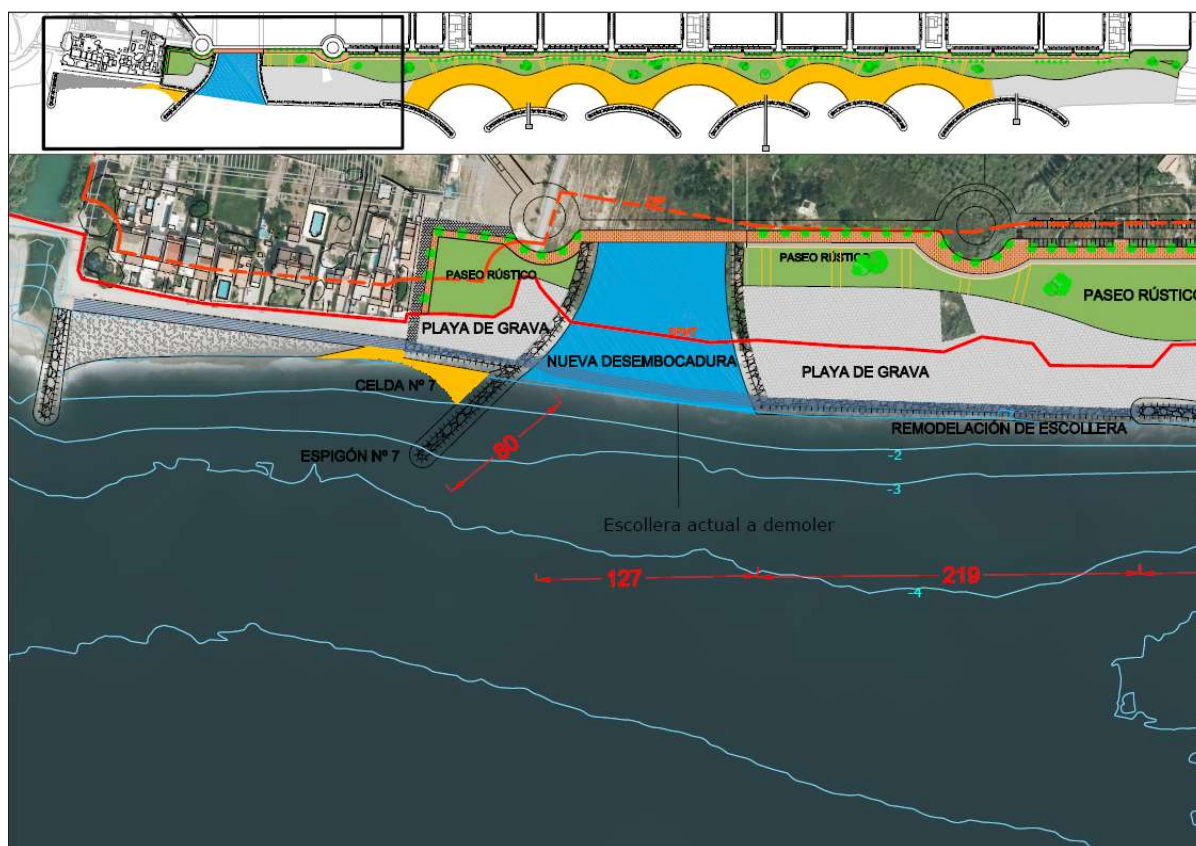 PASEO RÚSTICO
PASEO RÚSTICO
PASEO RÚSTICO
PLAYA DE GRAVA
DPMT
NUEVA DESEMBOCADURA
PLAYA DE GRAVA
CELDA Nº 7
REMODELACIÓN DE ESCOLLERA
ESPIGÓN Nº 7
80
-2
-3
Escollera actual a demoler
127
219
-4